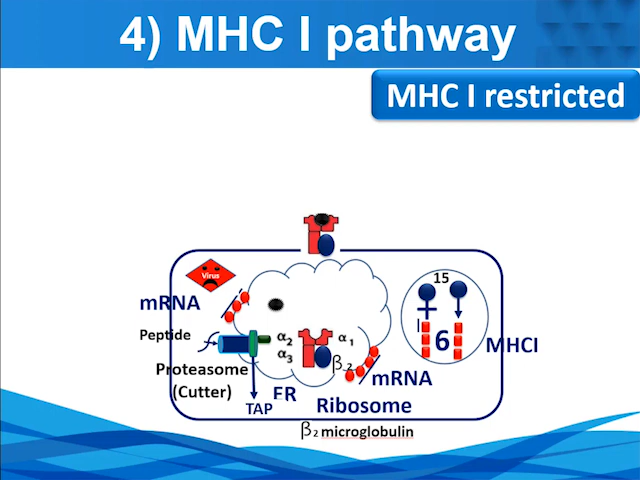 4) MHC I pathway
MHC I restricted
Virus
15
mRNA
Peptide
α2
α1
α3
β2
I
6
MHCI
Proteasome
(Cutter)
mRNA
TAP
ER
Ribosome
β2 microglobulin